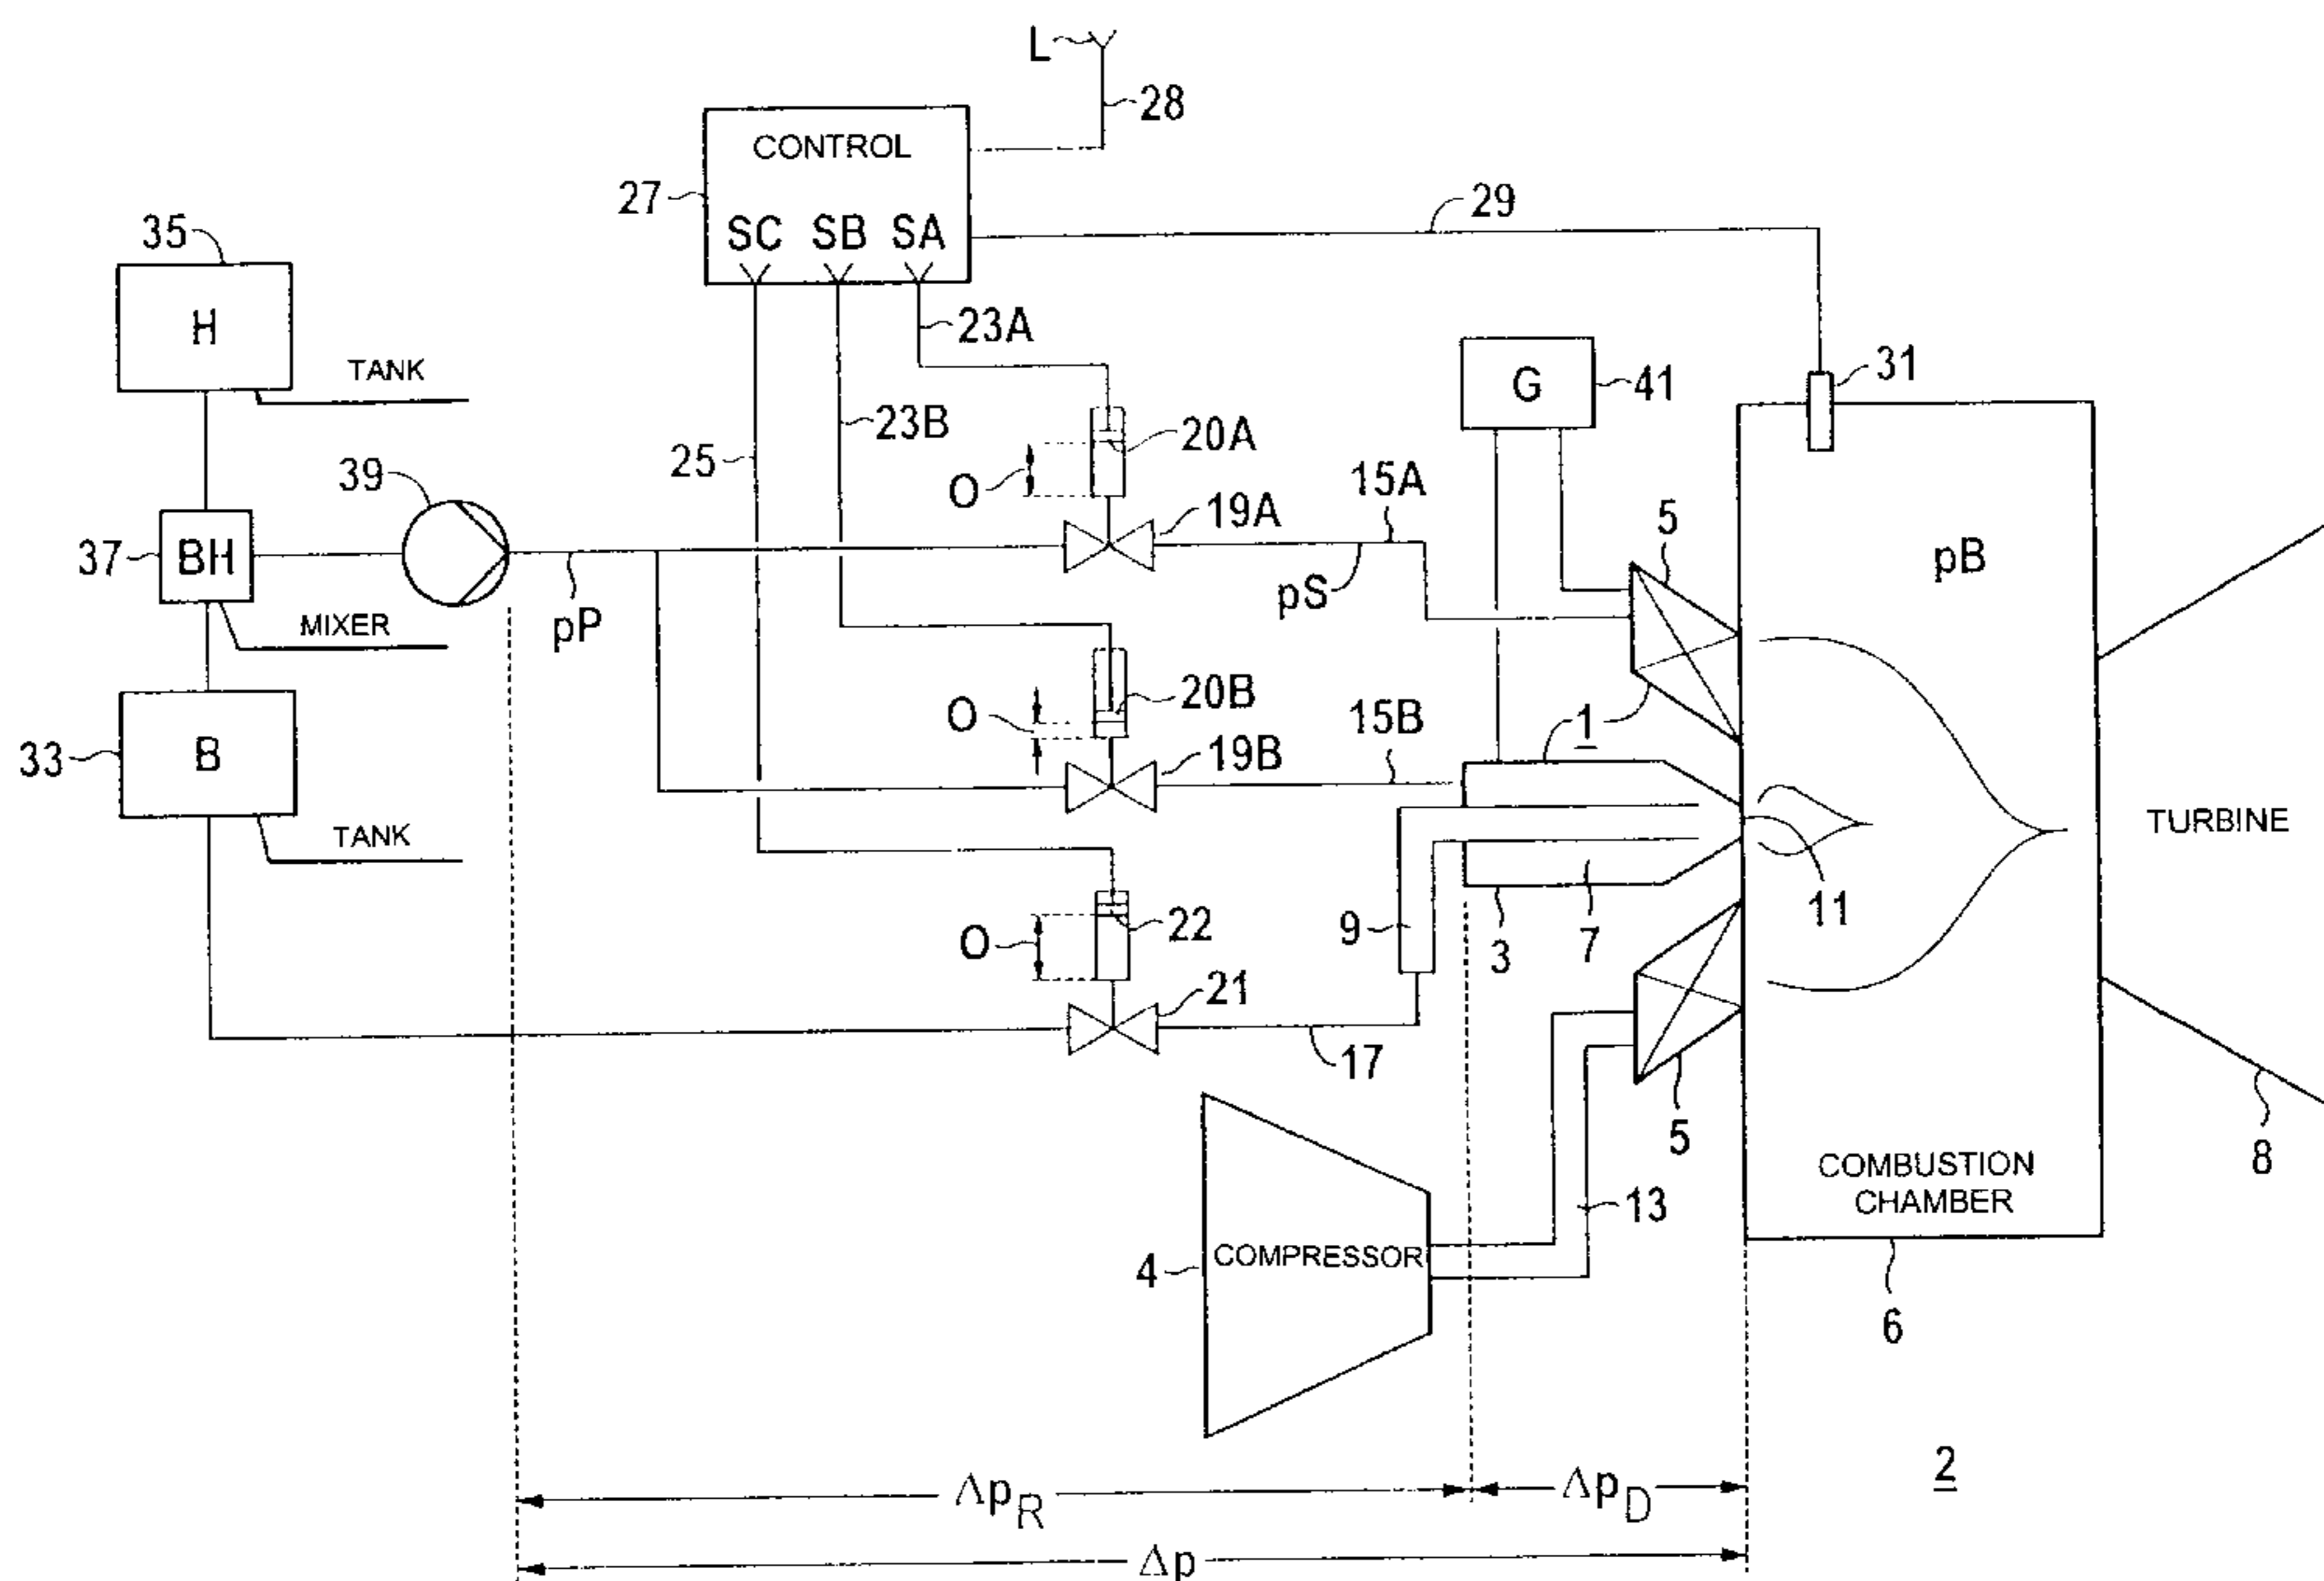 L
28
CONTROL
27
SC SB SA
29
35
H
TANK
23A
23B
25
G
41
31
20A
O
15A
39
19A
5
37
BH
pP
pS
pB
MIXER
20B
O
15B
1
33
B
19B
TURBINE
TANK
22
O
9
3
7
11
21
17
5
8
COMBUSTION
CHAMBER
13
4
COMPRESSOR
6
2
ΔpR
ΔpD
Δp